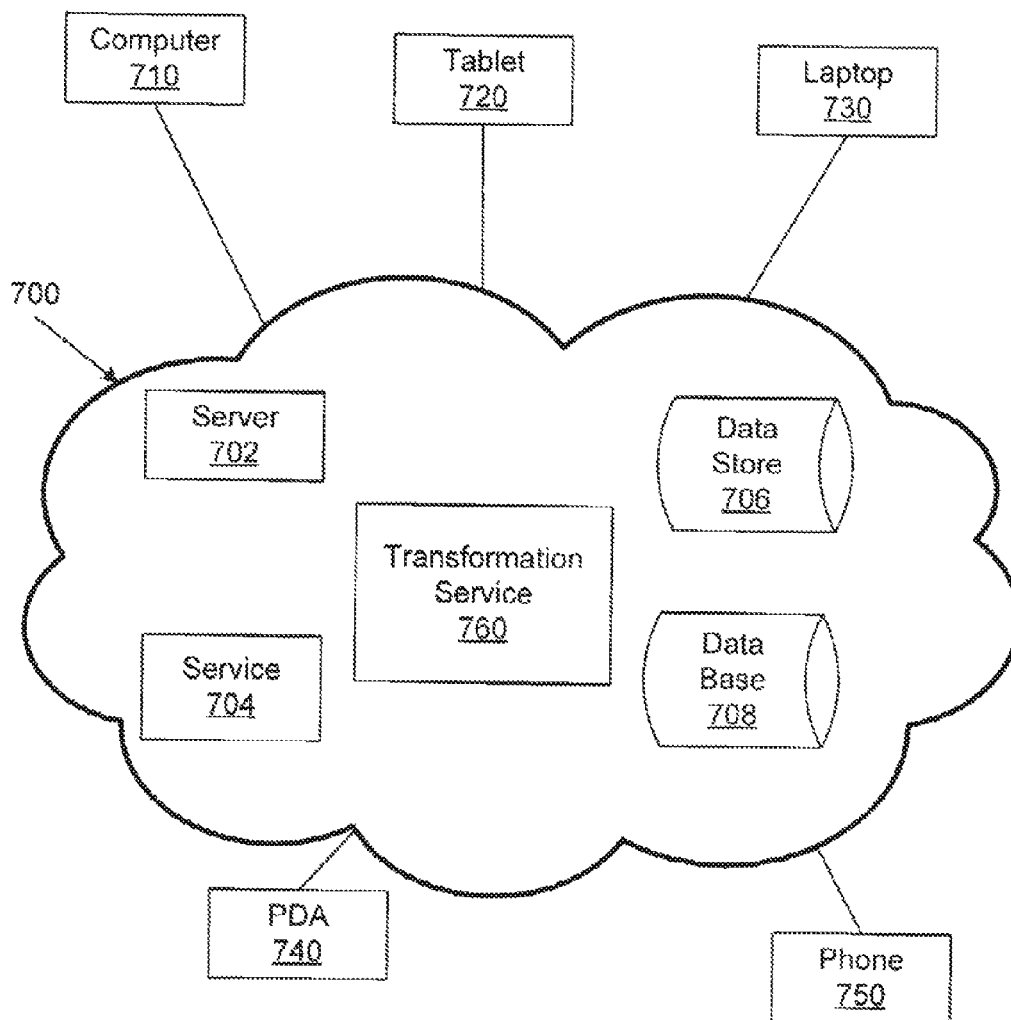 Computer
710
Tablet
720
Laptop
730
700
Server
702
Data
Store
706
Transformation
Service
760
Service
704
Data
Base
708
PDA
740
Phone
750